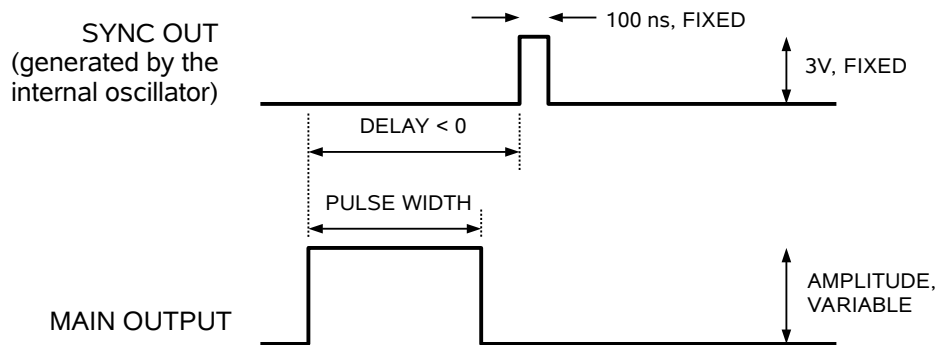 SYNC OUT
(generated by the
internal oscillator)
100 ns, FIXED
3V, FIXED
DELAY < 0
PULSE WIDTH
MAIN OUTPUT
AMPLITUDE,
VARIABLE